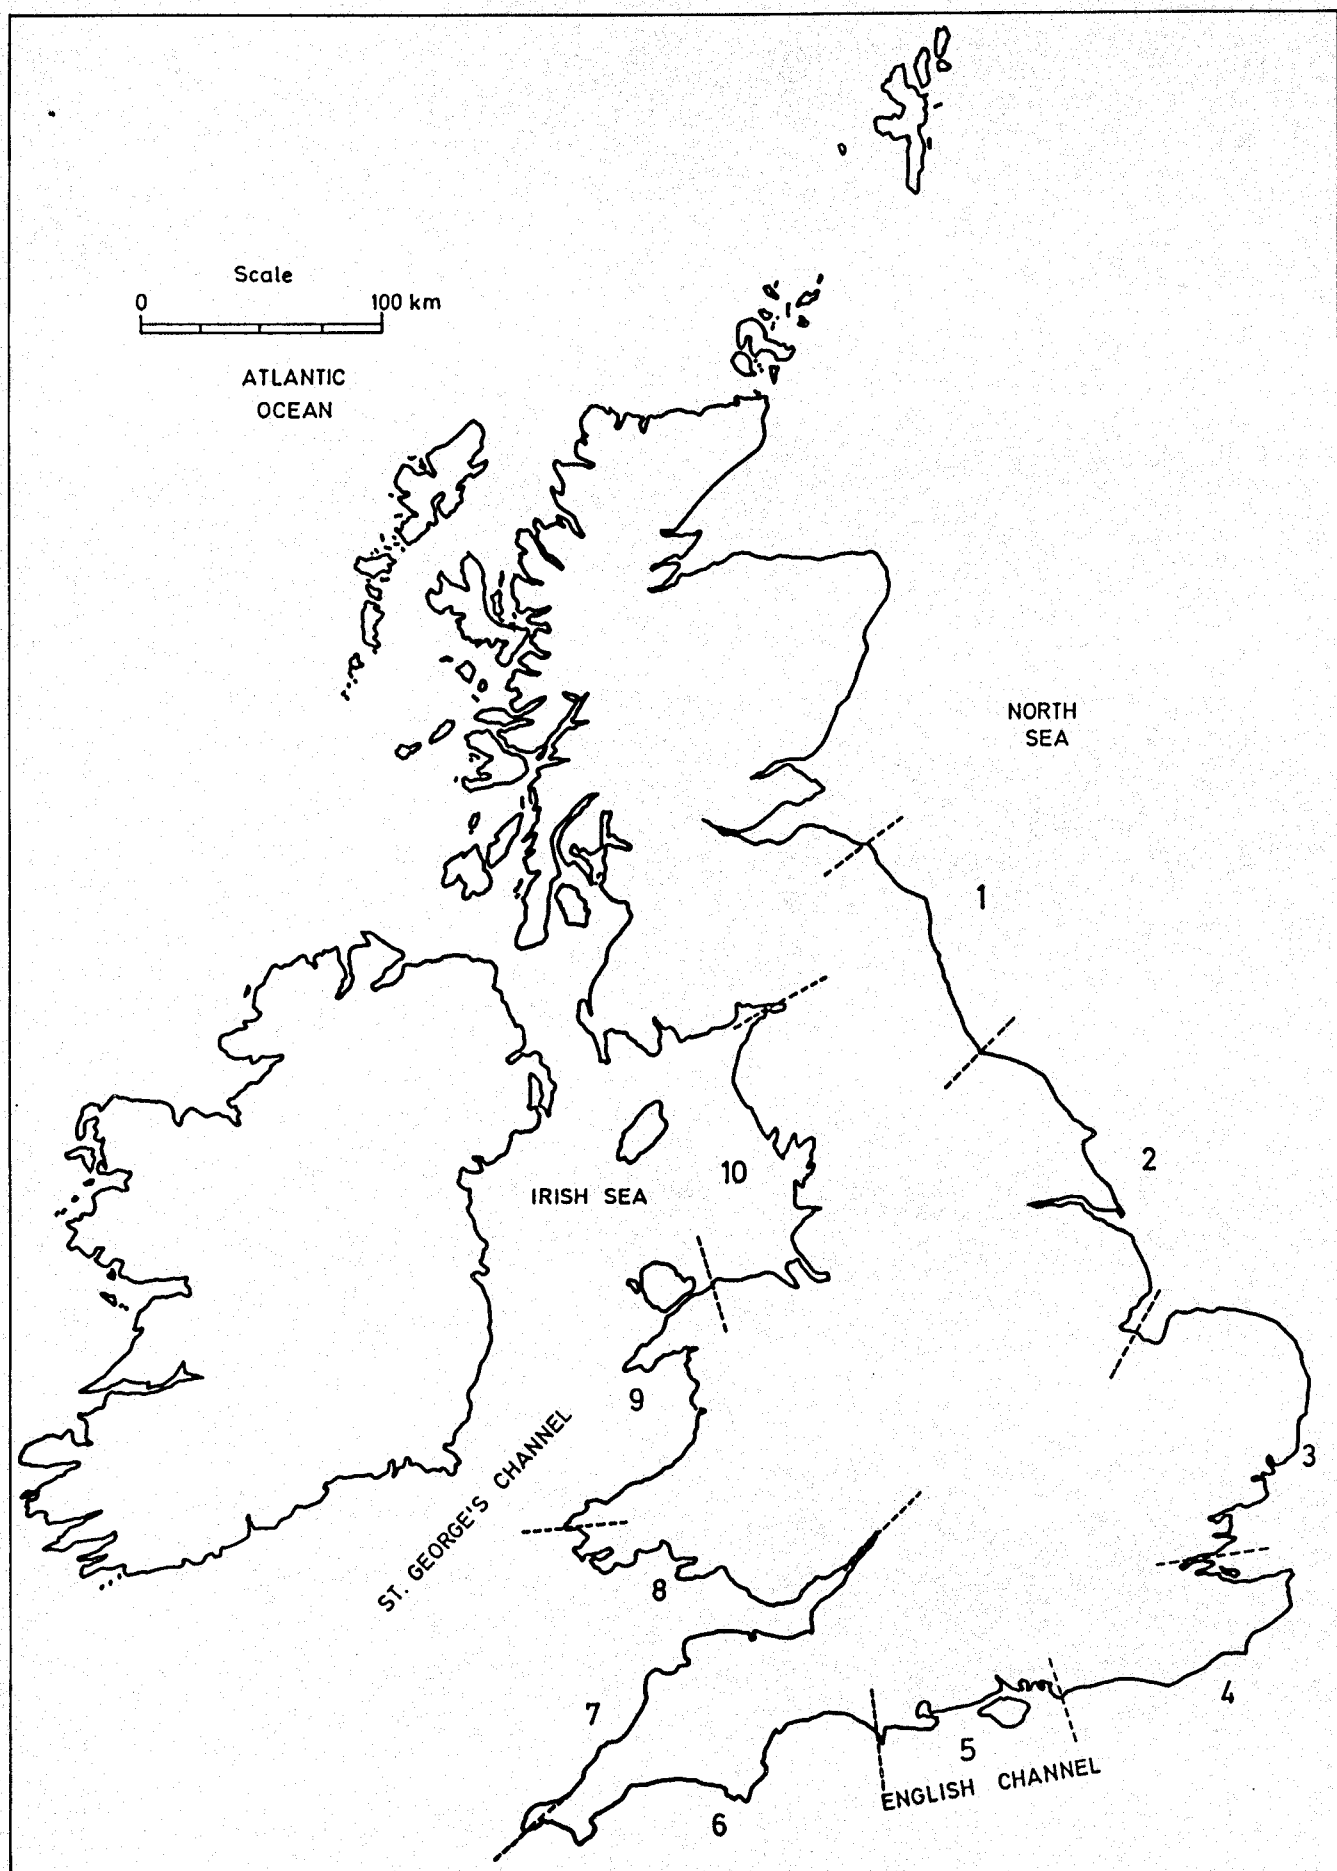 Scale
0 100 km
ATLANTIC
OCEAN
NORTH
SEA
1
2
10
IRISH SEA
9
3
ST. GEORGE'S CHANNEL
8
7
4
5
ENGLISH CHANNEL
6